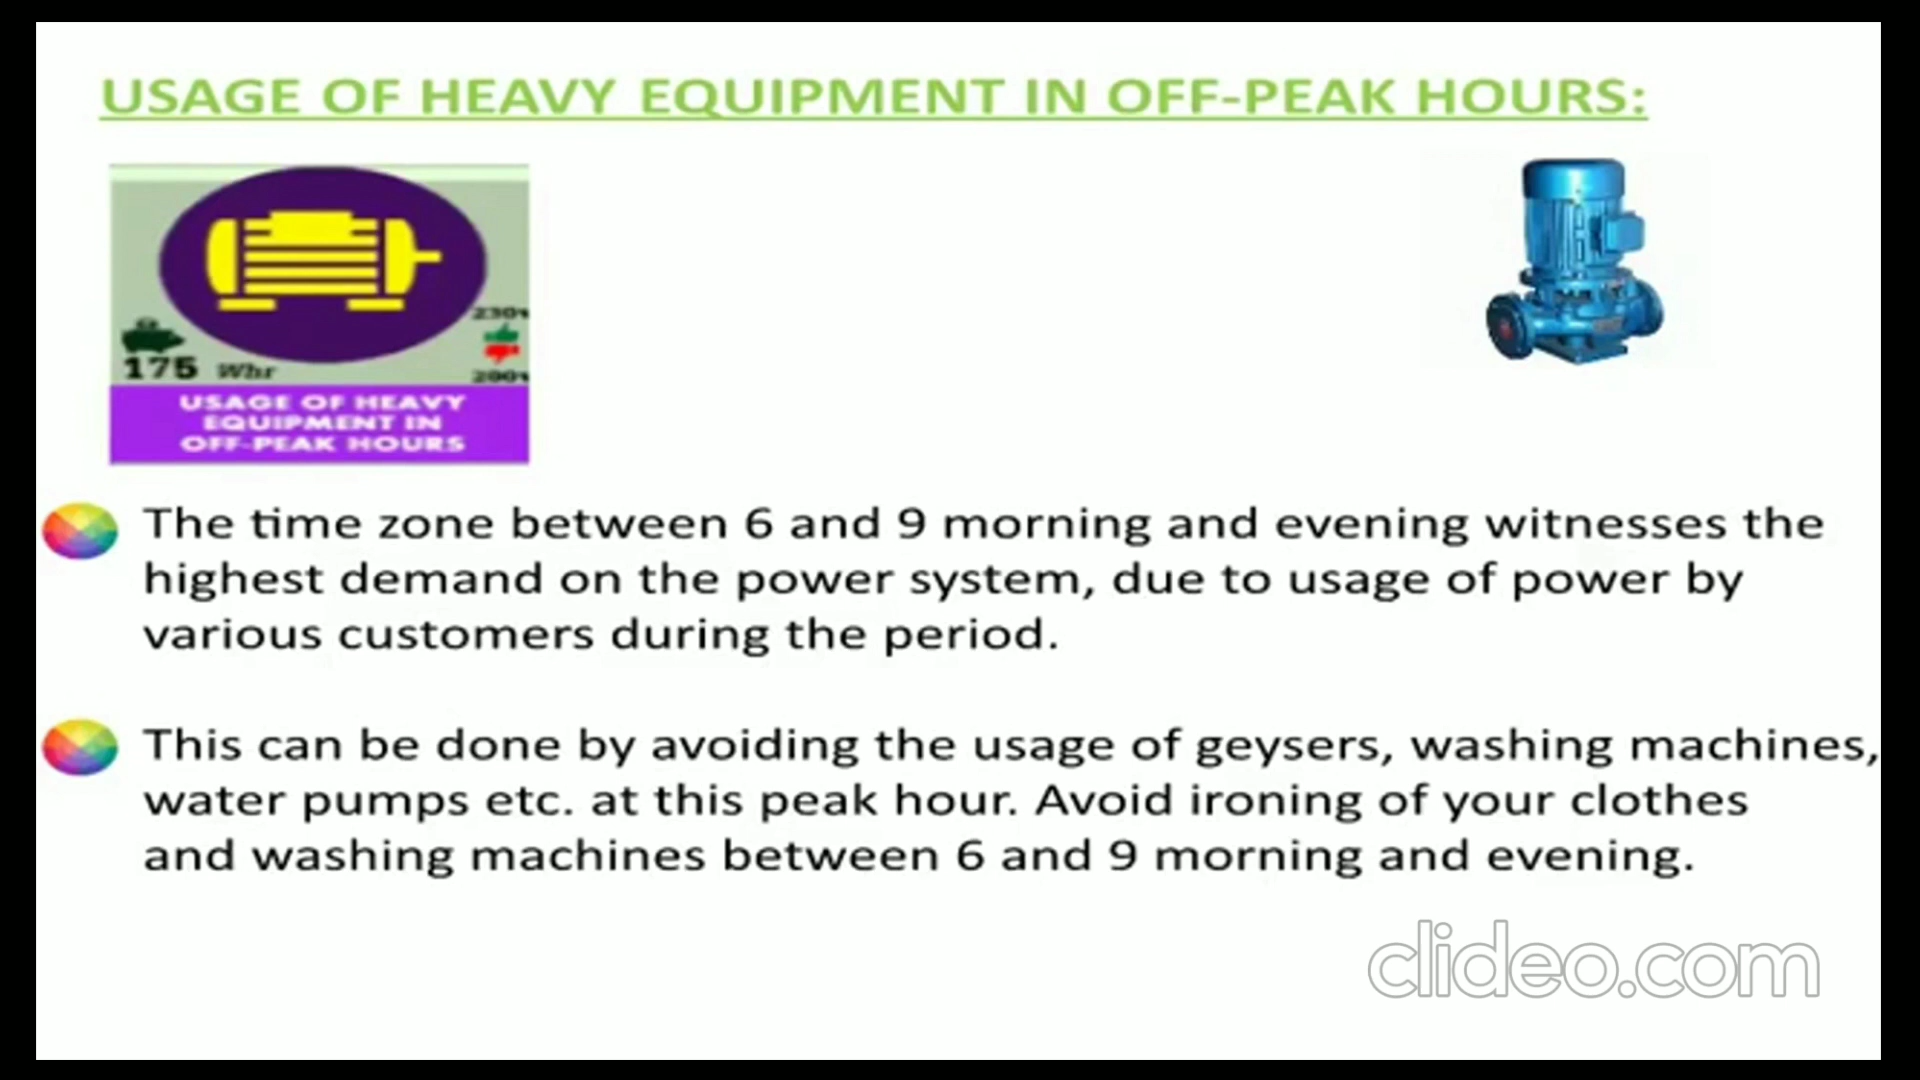 USAGE OF HEAVY EQUIPMENT IN OFF-PEAK HOURS:
230v
175 Whr
200v
USAGE OF HEAVY
EQUIPMENT IN
OFF-PEAK HOURS
The time zone between 6 and 9 morning and evening witnesses the
highest demand on the power system, due to usage of power by
various customers during the period.
This can be done by avoiding the usage of geysers, washing machines,
water pumps etc. at this peak hour. Avoid ironing of your clothes
and washing machines between 6 and 9 morning and evening.
clideo.com